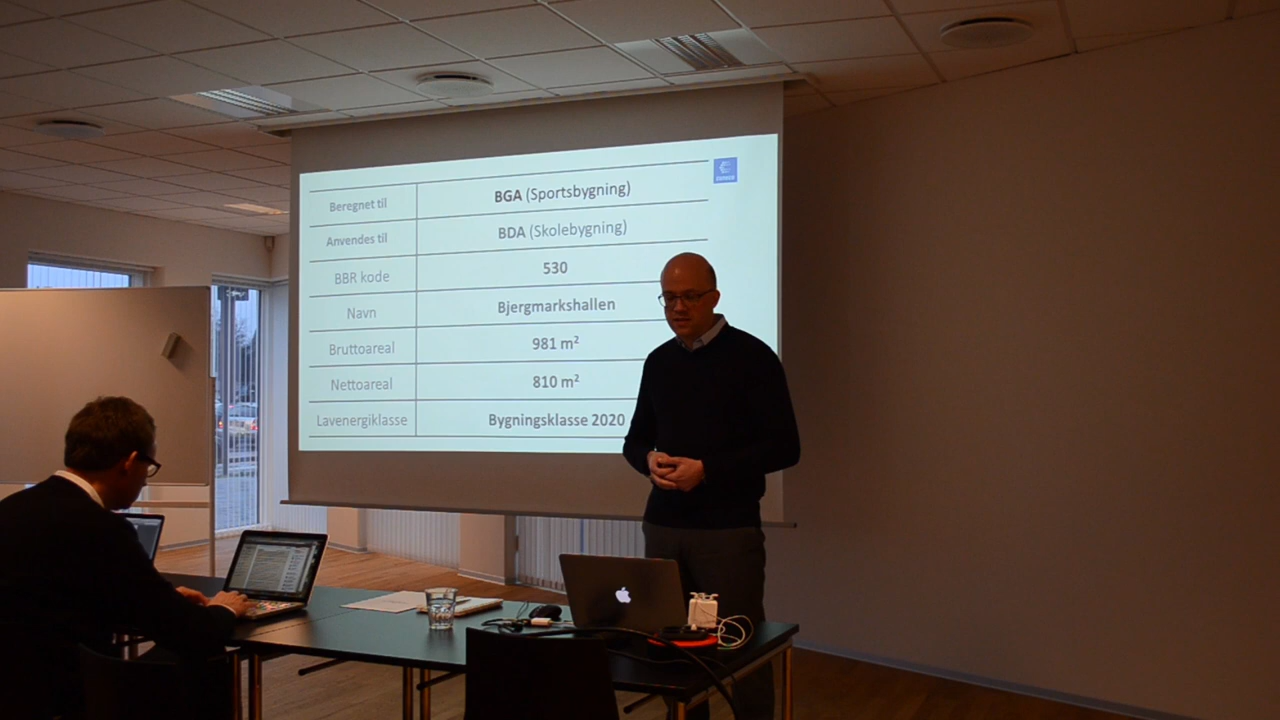 Beregnet til BGA (Sportsbygning)
Anvendes til BDA (Skolebygning)
BBR kode 530
Navn Bjergmarkshallen
Bruttoareal 981 m²
Nettoareal 810 m²
Lavenergiklasse Bygningsklasse 2020